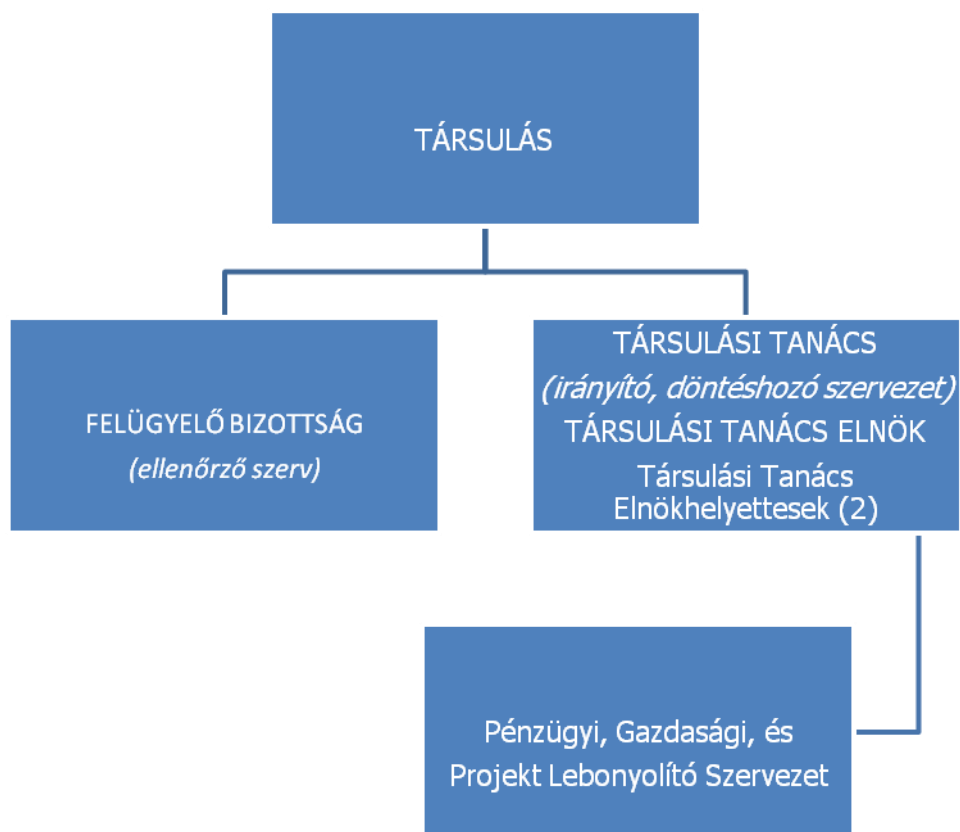 TÁRSULÁS
FELÜGYELŐ BIZOTTSÁG
(ellenőrző szerv)
TÁRSULÁSI TANÁCS
(irányító, döntéshozó szervezet)
TÁRSULÁSI TANÁCS ELNÖK
Társulási Tanács
Elnökhelyettesek (2)
Pénzügyi, Gazdasági, és
Projekt Lebonyolító Szervezet